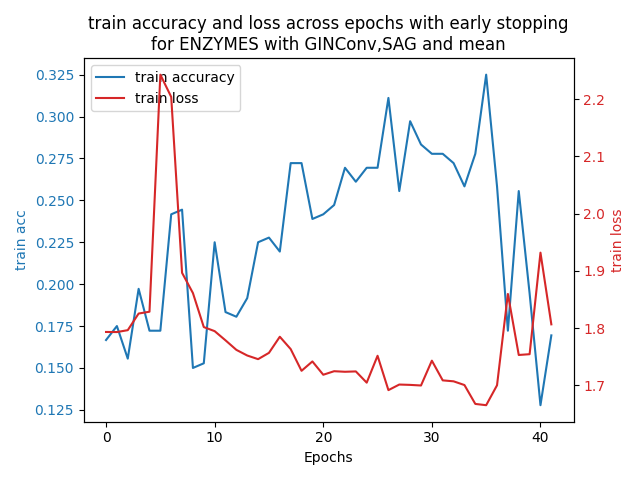 train accuracy and loss across epochs with early stopping
for ENZYMES with GINConv,SAG and mean
train accuracy
train loss
0.325
0.300
0.275
0.250
0.225
0.200
0.175
0.150
0.125
train acc
2.2
2.1
2.0
1.9
1.8
1.7
train loss
0 10 20 30 40
Epochs